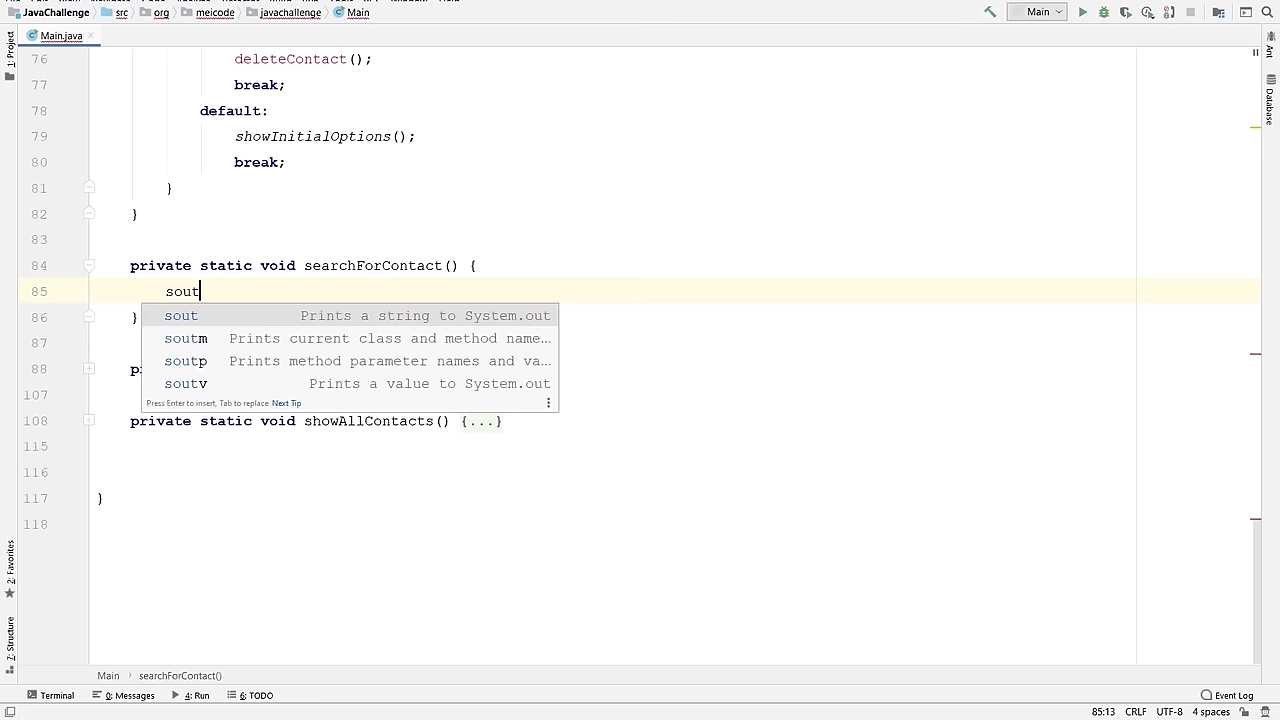 JavaChallenge src org meicode javachallenge Main Main
Main.java
1: Project
Ant
Database
76 deleteContact();
77 break;
78 default:
79 showInitialOptions();
80 break;
81 }
82 }
83
84 private static void searchForContact() {
85 sout
86 }
sout Prints a string to System.out
soutm Prints current class and method name…
soutp Prints method parameter names and va…
soutv Prints a value to System.out
Press Enter to insert, Tab to replace Next Tip
87
88
107
108 private static void showAllContacts() {...}
115
116
117 }
118
2: Favorites
7: Structure
Main searchForContact()
Terminal 0: Messages 4: Run 6: TODO Event Log
85:13 CRLF UTF-8 4 spaces